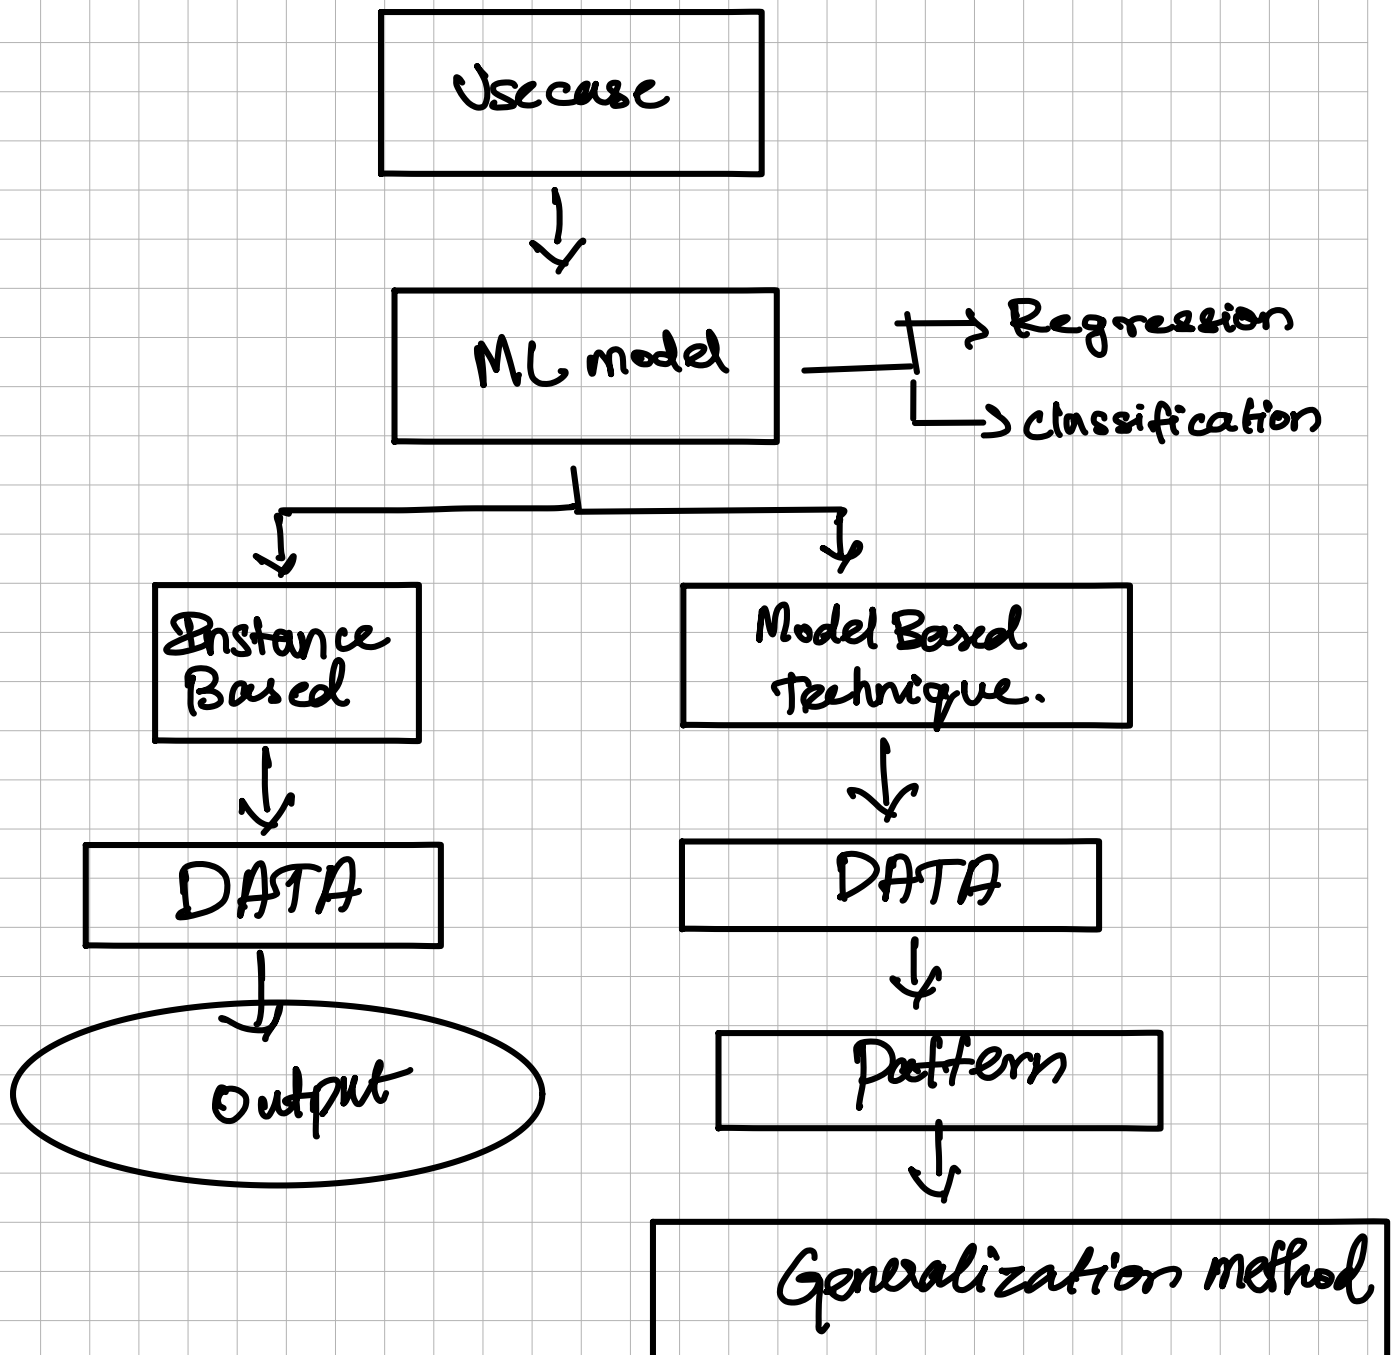 Usecase
ML model
Regression
classification
Instance
Based
Model Based
Technique.
DATA
DATA
Output
Pattern
Generalization method